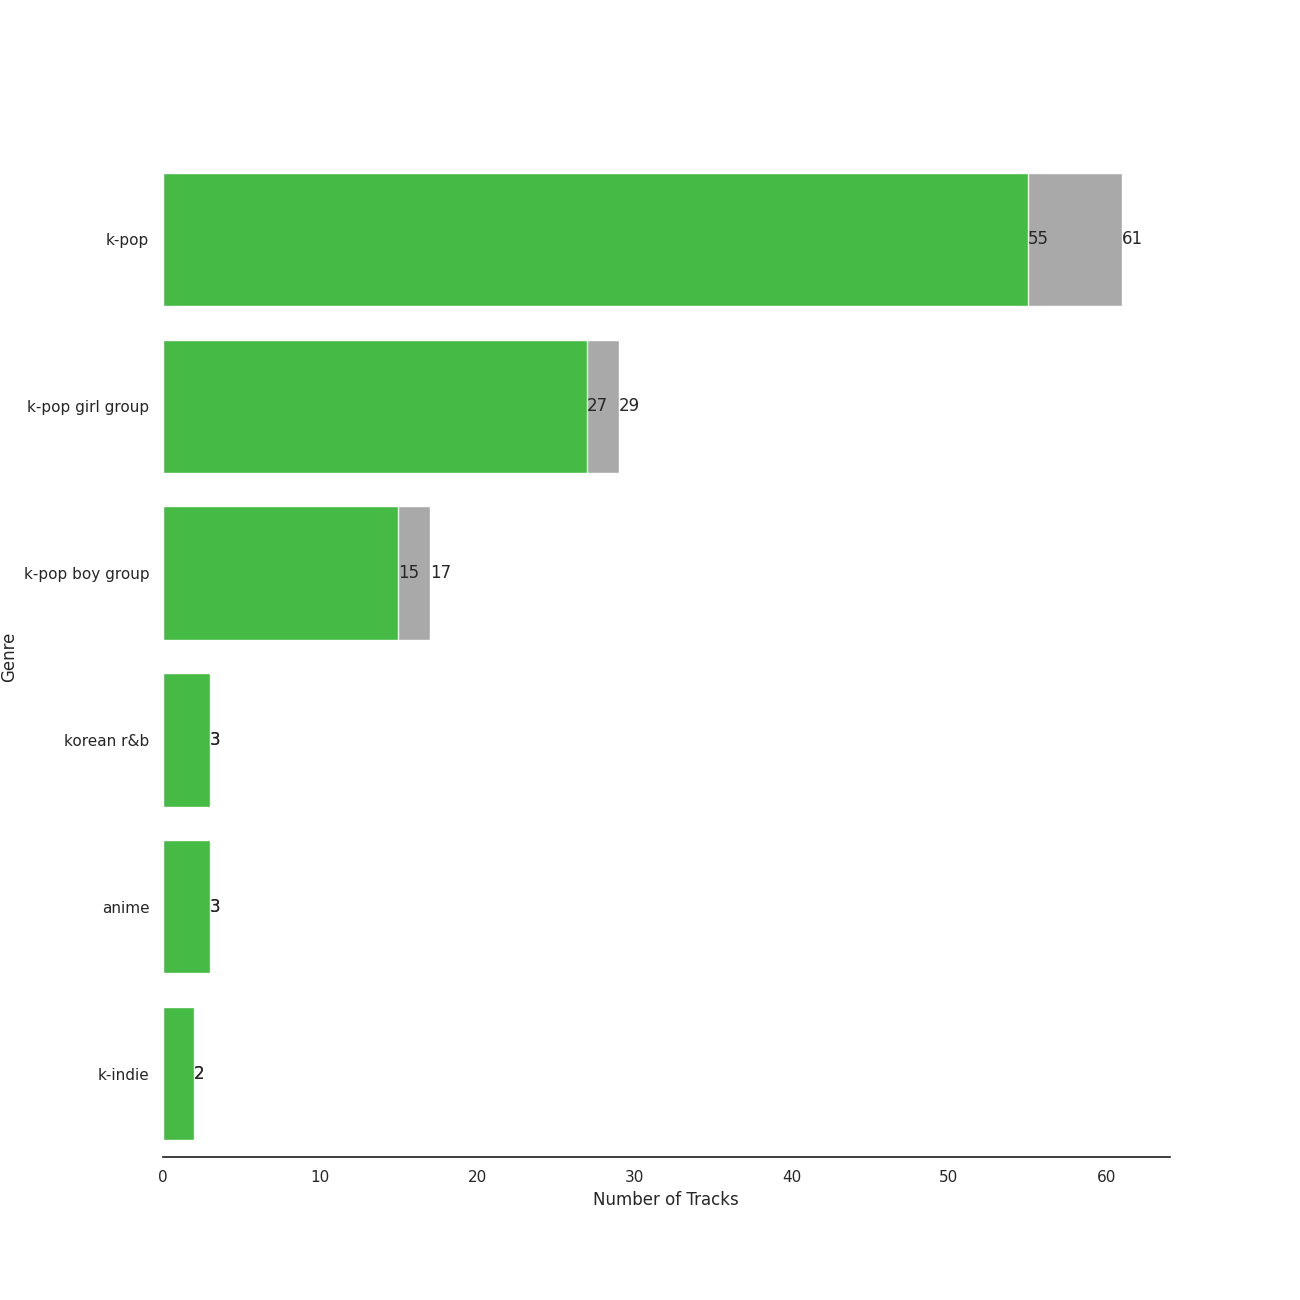 k-pop
55
61
k-pop girl group
27
29
k-pop boy group
15
17
Genre
korean r&b
3
anime
3
k-indie
2
0 10 20 30 40 50 60
Number of Tracks